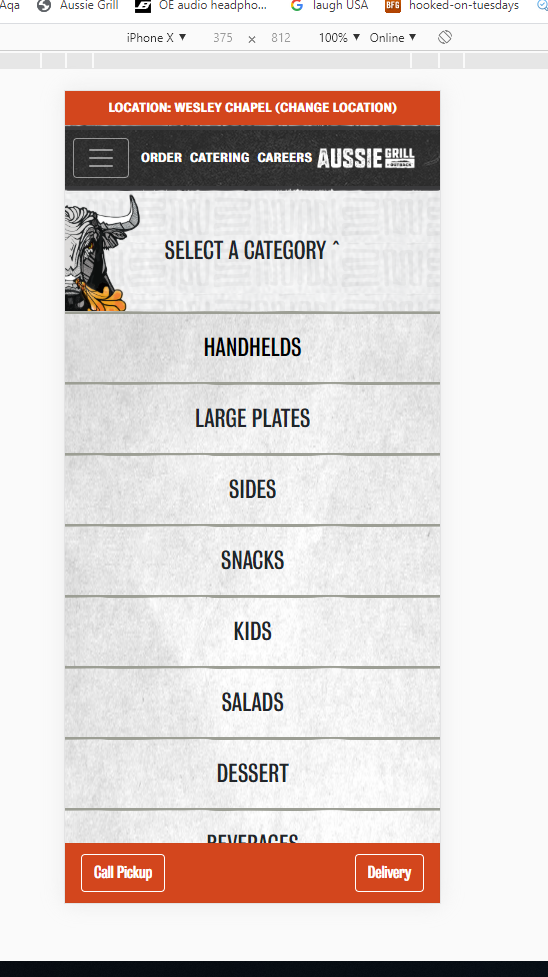 Aqa Aussie Grill OE audio headpho... laugh USA BFG hooked-on-tuesdays
iPhone X ▼ 375 × 812 100% ▼ Online ▼
LOCATION: WESLEY CHAPEL (CHANGE LOCATION)
ORDER CATERING CAREERS AUSSIE GRILL
SELECT A CATEGORY ^
HANDHELDS
LARGE PLATES
SIDES
SNACKS
KIDS
SALADS
DESSERT
BEVERAGES
Call Pickup Delivery